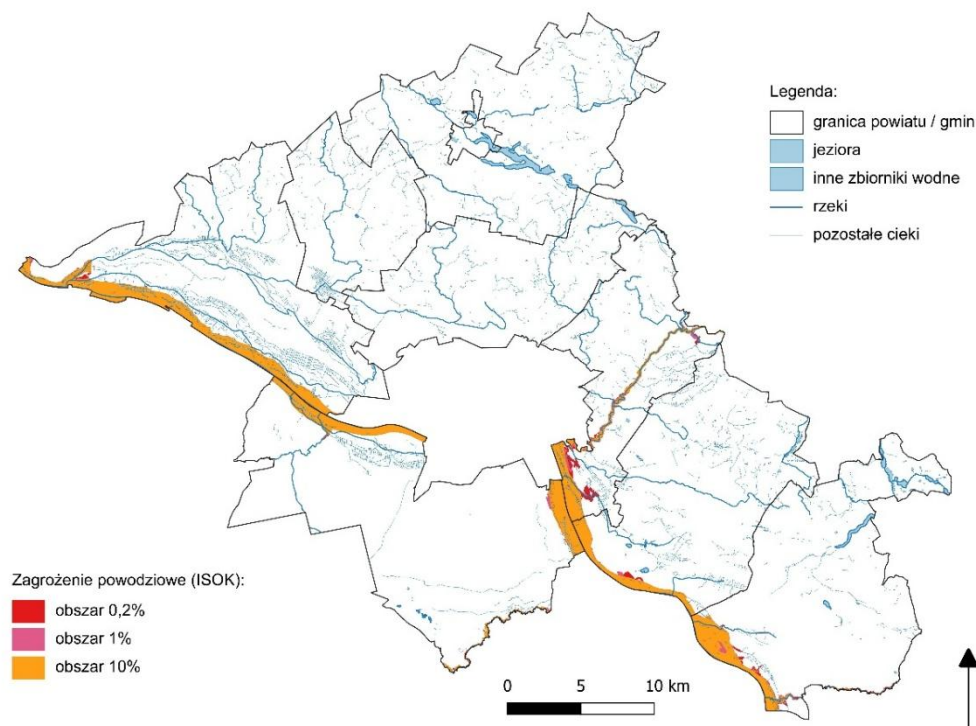 Legenda:
granica powiatu / gmin
jeziora
inne zbiorniki wodne
rzeki
pozostałe cieki
Zagrożenie powodziowe (ISOK):
obszar 0,2%
obszar 1%
obszar 10%
0 5 10 km